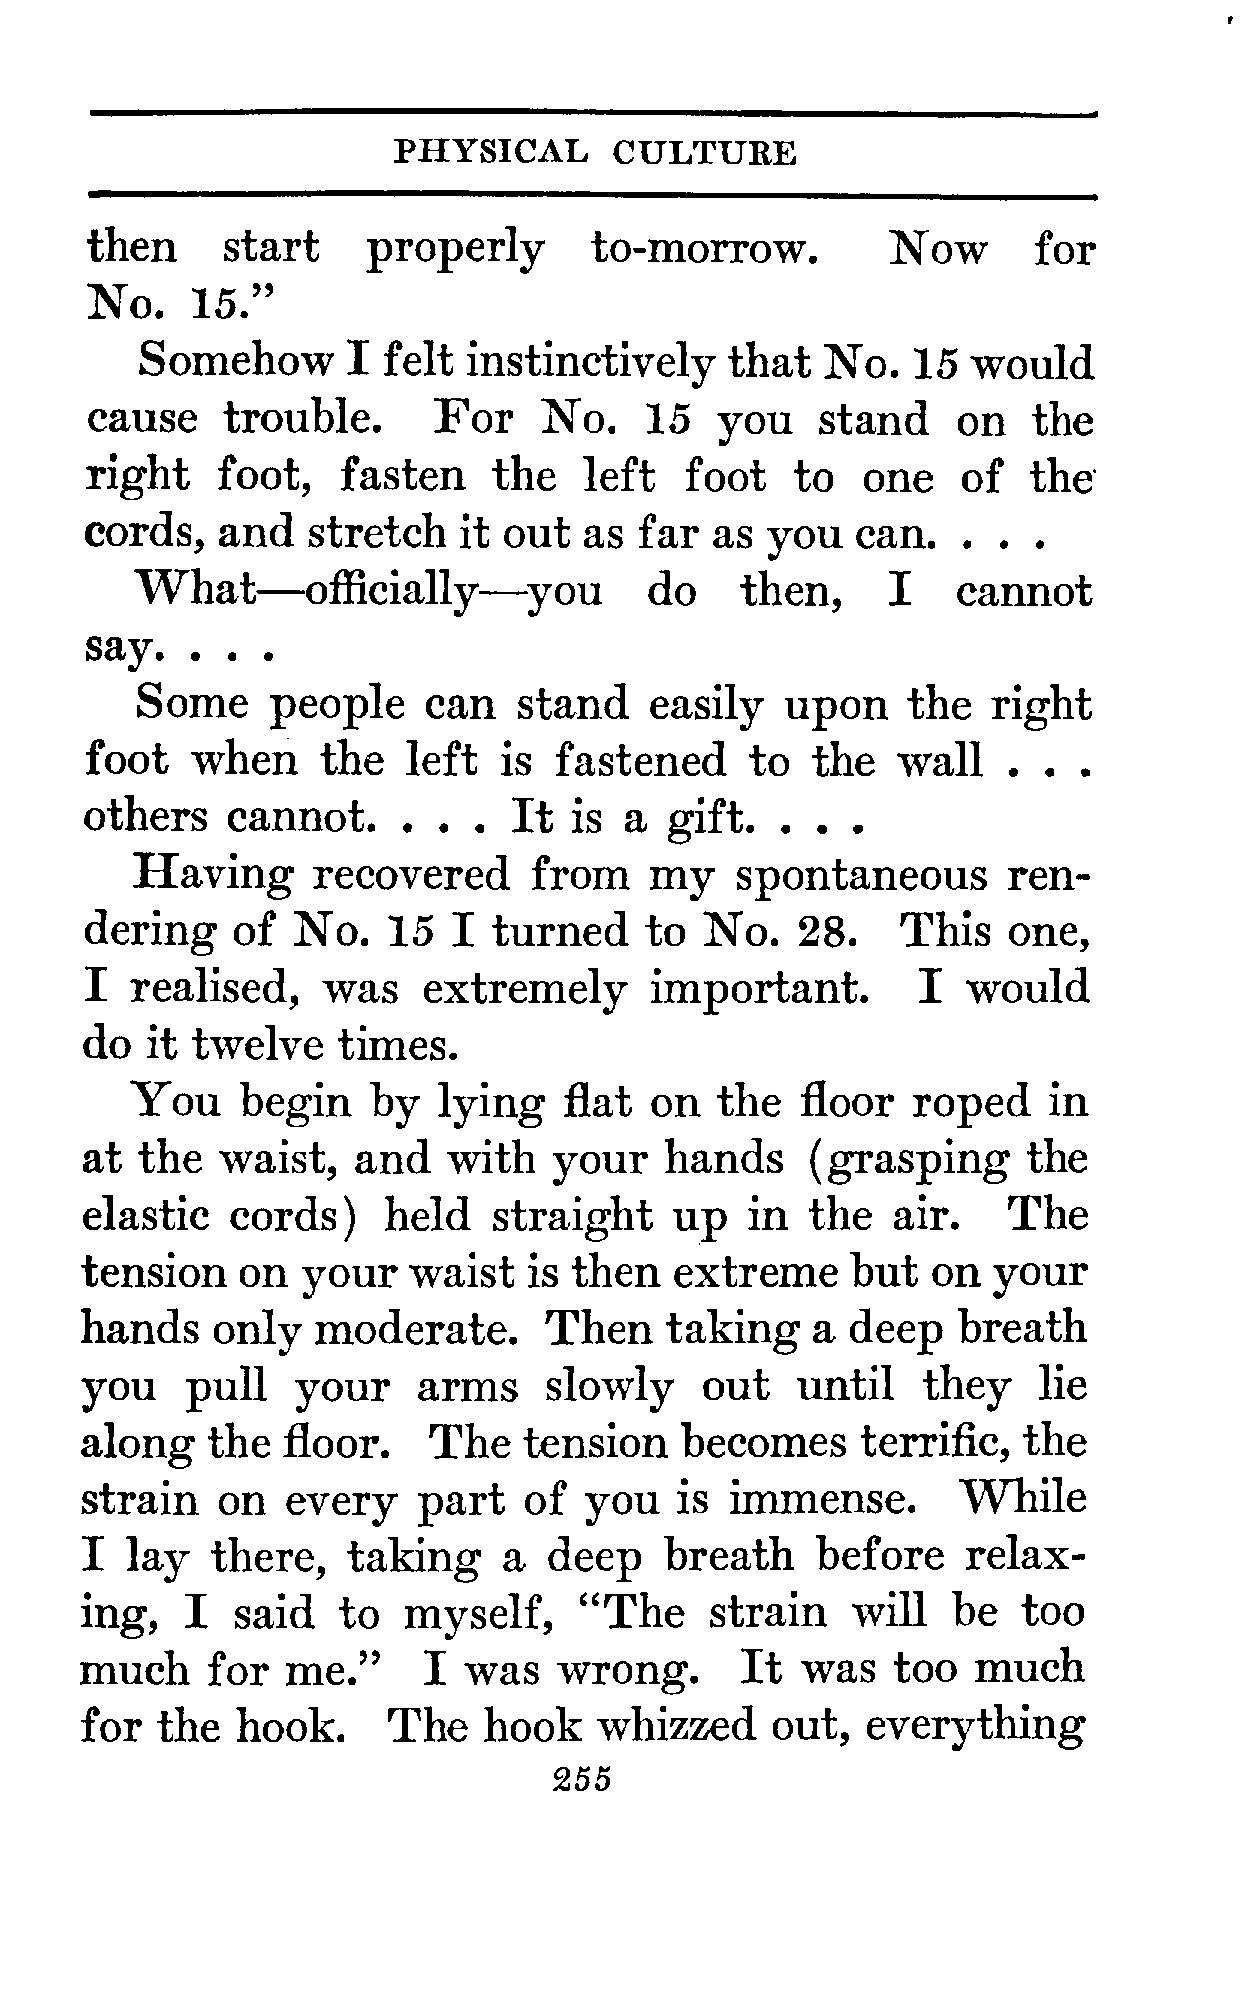 PHYSICAL CULTURE
then start properly to-morrow. Now for
No. 15."
Somehow I felt instinctively that No. 15 would
cause trouble. For No. 15 you stand on the
right foot, fasten the left foot to one of the
cords, and stretch it out as far as you can. . . .
What—officially—you do then, I cannot
say. . . .
Some people can stand easily upon the right
foot when the left is fastened to the wall . . .
others cannot. . . . It is a gift. . . .
Having recovered from my spontaneous ren-
dering of No. 15 I turned to No. 28. This one,
I realised, was extremely important. I would
do it twelve times.
You begin by lying flat on the floor roped in
at the waist, and with your hands (grasping the
elastic cords) held straight up in the air. The
tension on your waist is then extreme but on your
hands only moderate. Then taking a deep breath
you pull your arms slowly out until they lie
along the floor. The tension becomes terrific, the
strain on every part of you is immense. While
I lay there, taking a deep breath before relax-
ing, I said to myself, "The strain will be too
much for me." I was wrong. It was too much
for the hook. The hook whizzed out, everything
255